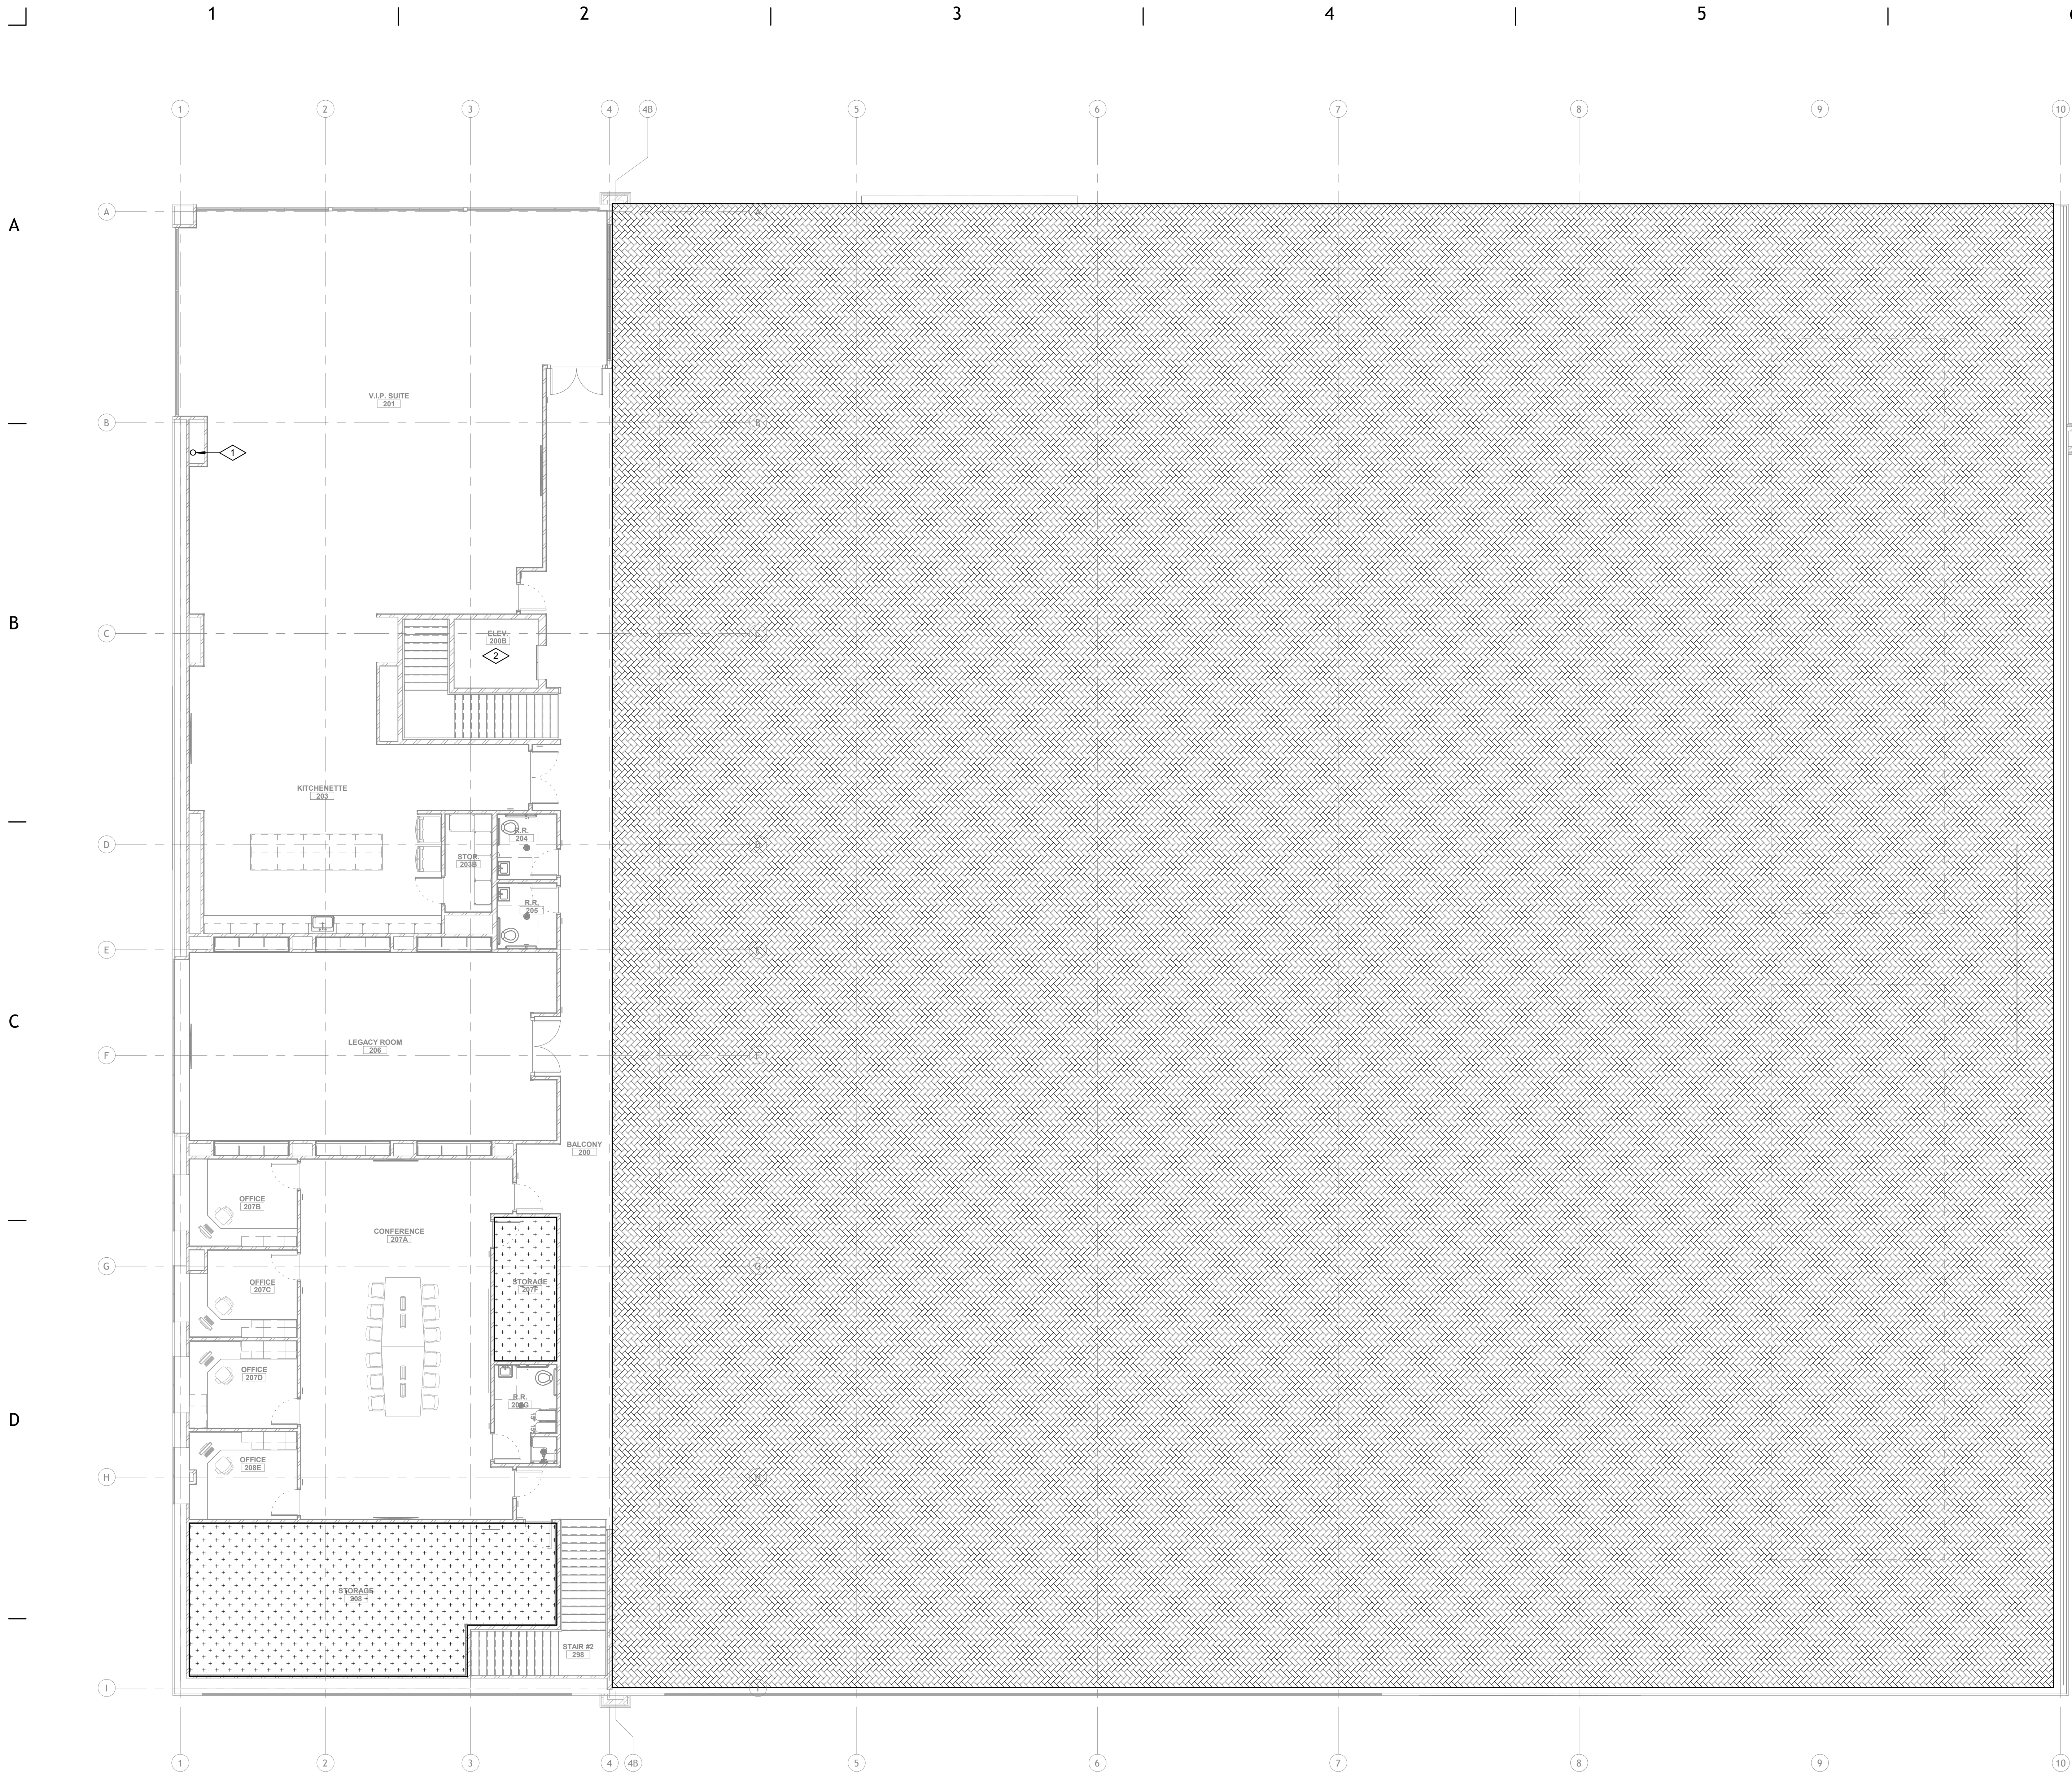 1 2 3 4 5
1 2 3 4 4B 5 6 7 8 9 10
A A
A
V.I.P. SUITE
201
B B
1
B
C C
ELEV.
200B
2
KITCHENETTE
203
R.R.
204
D D
STOR.
203B
R.R.
205
E E
C
LEGACY ROOM
206
F F
BALCONY
200
OFFICE
207B
CONFERENCE
207A
G G
OFFICE
207C
STORAGE
207F
OFFICE
207D
R.R.
D
OFFICE
208E
H H
STORAGE
208
STAIR #2
298
I I
1 2 3 4 4B 5 6 7 8 9 10